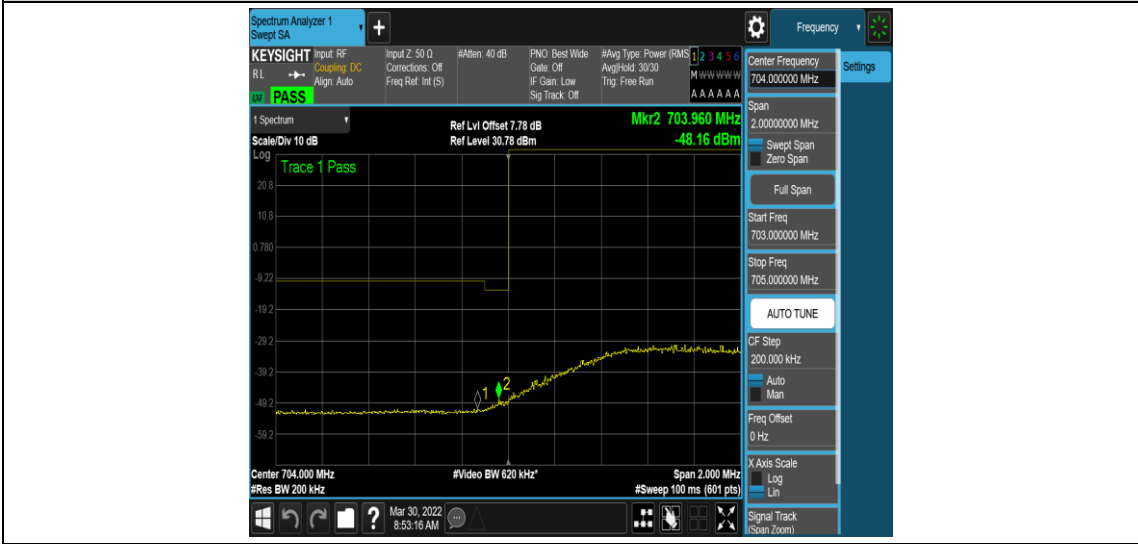 Spectrum Analyzer 1
Swept SA
+
Frequency
KEYSIGHT
Input: RF
Coupling: DC
Align: Auto
Input Z: 50 Ω
Corrections: Off
Freq Ref: Int (S)
#Atten: 40 dB
PNO: Best Wide
Gate: Off
IF Gain: Low
Sig Track: Off
#Avg Type: Power (RMS
Avg|Hold: 30/30
Trig: Free Run
1 2 3 4 5 6
M W W W W W
A A A A A A
R L
PASS
1 Spectrum
Scale/Div 10 dB
Ref Lvl Offset 7.78 dB
Ref Level 30.78 dBm
Mkr2 703.960 MHz
-48.16 dBm
Log
Trace 1 Pass
20.8
10.8
0.780
-9.22
-19.2
-29.2
-39.2
-49.2
-59.2
1
2
Center 704.000 MHz
#Res BW 200 kHz
#Video BW 620 kHz*
Span 2.000 MHz
#Sweep 100 ms (601 pts)
?
Mar 30, 2022
8:53:16 AM
Center Frequency
704.000000 MHz
Settings
Span
2.00000000 MHz
Swept Span
Zero Span
Full Span
Start Freq
703.000000 MHz
Stop Freq
705.000000 MHz
AUTO TUNE
CF Step
200.000 kHz
Auto
Man
Freq Offset
0 Hz
X Axis Scale
Log
Lin
Signal Track
(Span Zoom)